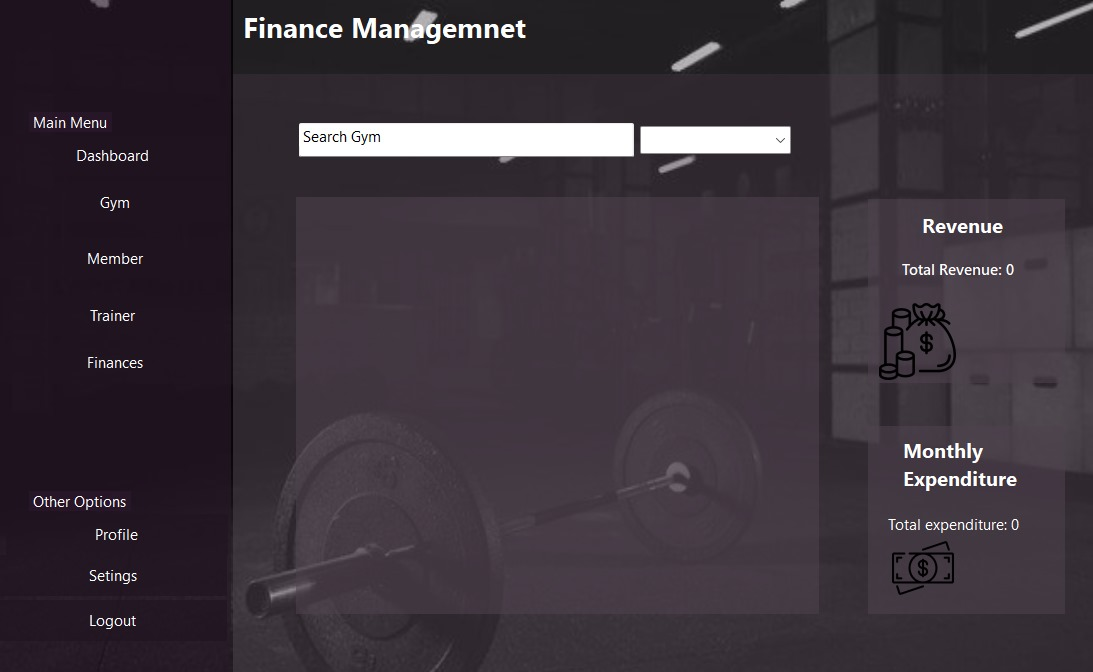 Finance Managemnet
Main Menu
Dashboard
Gym
Member
Trainer
Finances
Other Options
Profile
Setings
Logout
Search Gym
Revenue
Total Revenue: 0
$
Monthly
Expenditure
Total expenditure: 0
$